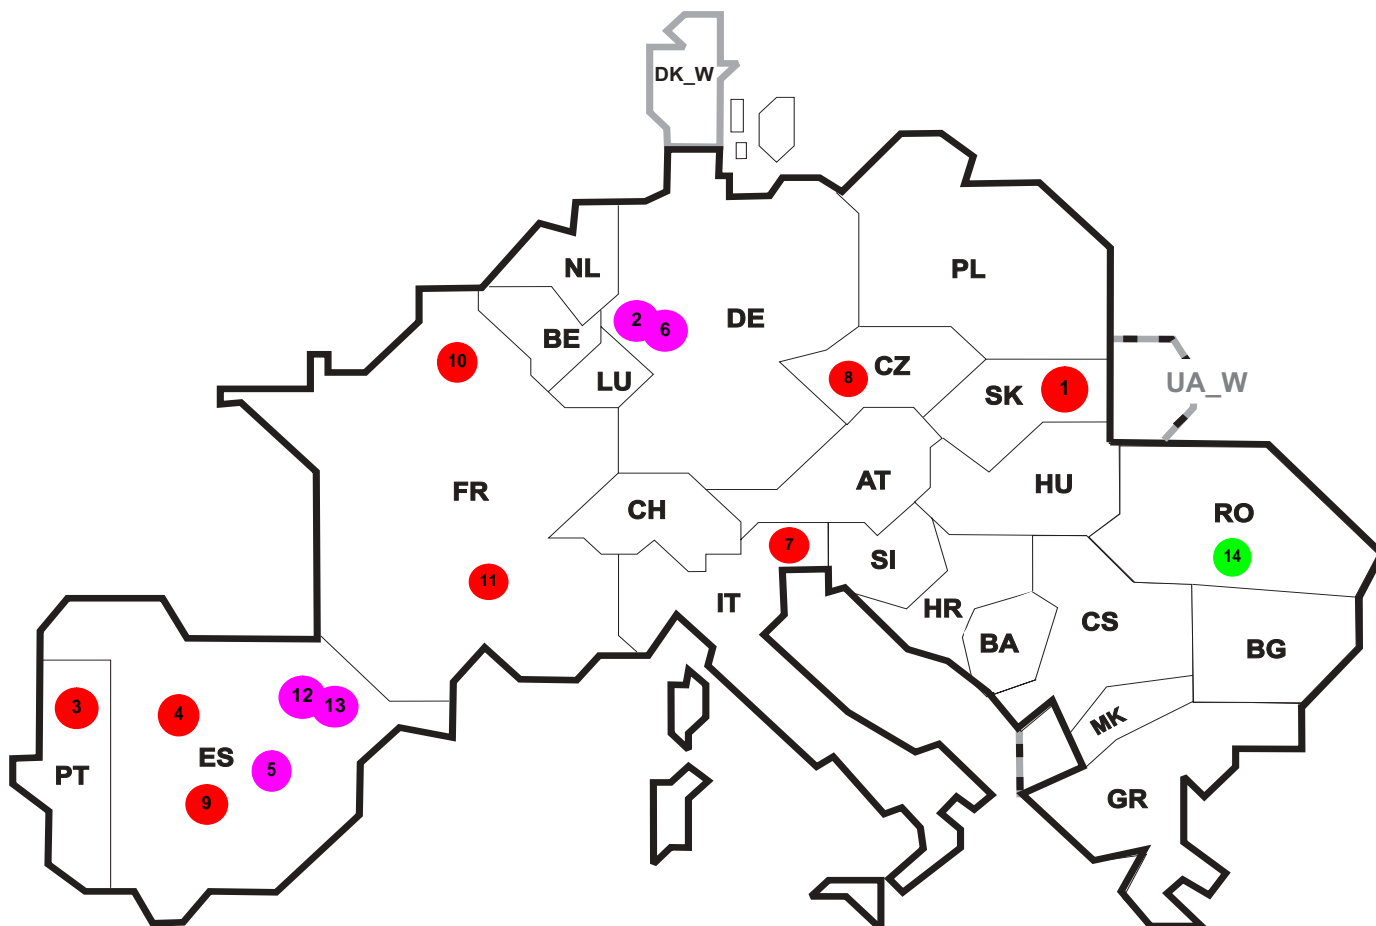 DK_W
NL
PL
2
6
DE
BE
10
LU
8
CZ
SK
1
UA_W
FR
AT
HU
CH
RO
7
SI
14
11
IT
HR
CS
BA
BG
12
13
3
4
MK
ES
PT
5
9
GR